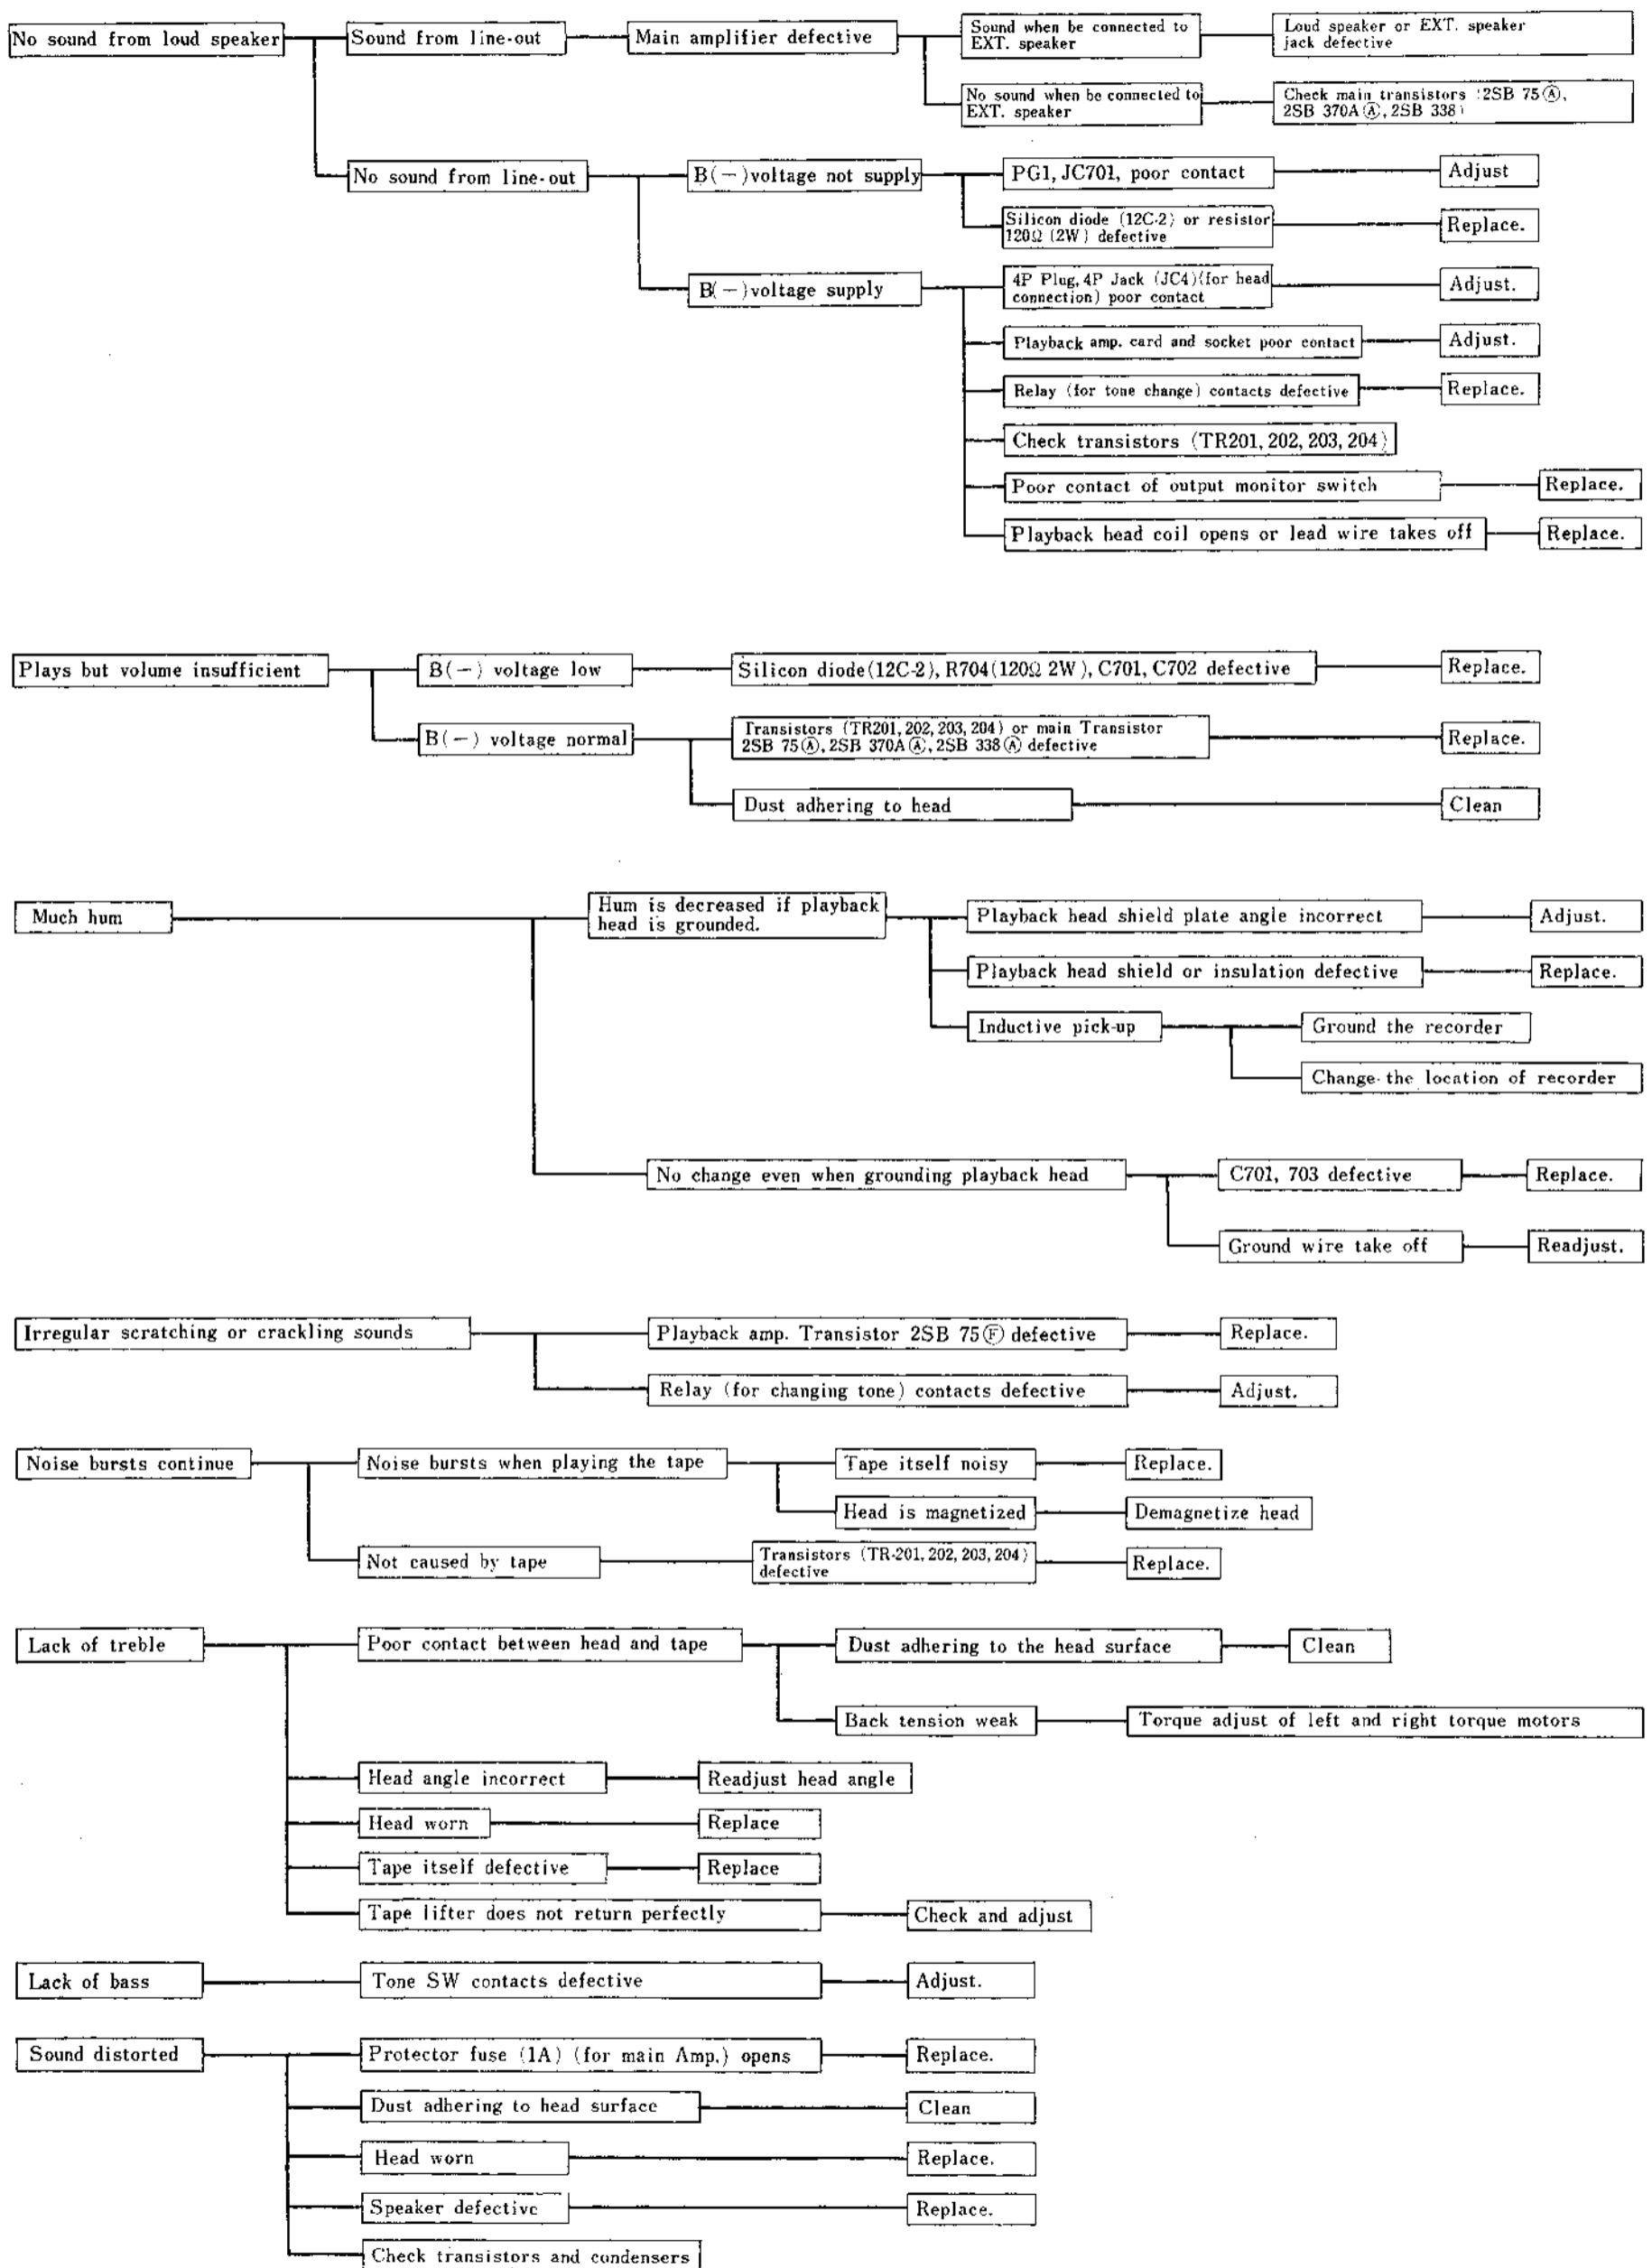 No sound from loud speaker
Sound from line-out
Main amplifier defective
Sound when be connected to
EXT. speaker
Loud speaker or EXT. speaker
jack defective
No sound when be connected to
EXT. speaker
Check main transistors (2SB 75Ⓐ,
2SB 370AⒶ, 2SB 338)
No sound from line-out
B(−) voltage not supply
PG1, JC701, poor contact
Adjust
Silicon diode (12C-2) or resistor
120Ω (2W) defective
Replace.
B(−) voltage supply
4P Plug, 4P Jack (JC4)(for head
connection) poor contact
Adjust.
Playback amp. card and socket poor contact
Adjust.
Relay (for tone change) contacts defective
Replace.
Check transistors (TR201, 202, 203, 204)
Poor contact of output monitor switch
Replace.
Playback head coil opens or lead wire takes off
Replace.
Plays but volume insufficient
B(−) voltage low
Silicon diode(12C-2), R704(120Ω 2W), C701, C702 defective
Replace.
B(−) voltage normal
Transistors (TR201, 202, 203, 204) or main Transistor
2SB 75Ⓐ, 2SB 370AⒶ, 2SB 338Ⓐ defective
Replace.
Dust adhering to head
Clean
Much hum
Hum is decreased if playback
head is grounded.
Playback head shield plate angle incorrect
Adjust.
Playback head shield or insulation defective
Replace.
Inductive pick-up
Ground the recorder
Change the location of recorder
No change even when grounding playback head
C701, 703 defective
Replace.
Ground wire take off
Readjust.
Irregular scratching or crackling sounds
Playback amp. Transistor 2SB 75Ⓕ defective
Replace.
Relay (for changing tone) contacts defective
Adjust.
Noise bursts continue
Noise bursts when playing the tape
Tape itself noisy
Replace.
Head is magnetized
Demagnetize head
Not caused by tape
Transistors (TR-201, 202, 203, 204)
defective
Replace.
Lack of treble
Poor contact between head and tape
Dust adhering to the head surface
Clean
Back tension weak
Torque adjust of left and right torque motors
Head angle incorrect
Readjust head angle
Head worn
Replace
Tape itself defective
Replace
Tape lifter does not return perfectly
Check and adjust
Lack of bass
Tone SW contacts defective
Adjust.
Sound distorted
Protector fuse (1A) (for main Amp.) opens
Replace.
Dust adhering to head surface
Clean
Head worn
Replace.
Speaker defective
Replace.
Check transistors and condensers